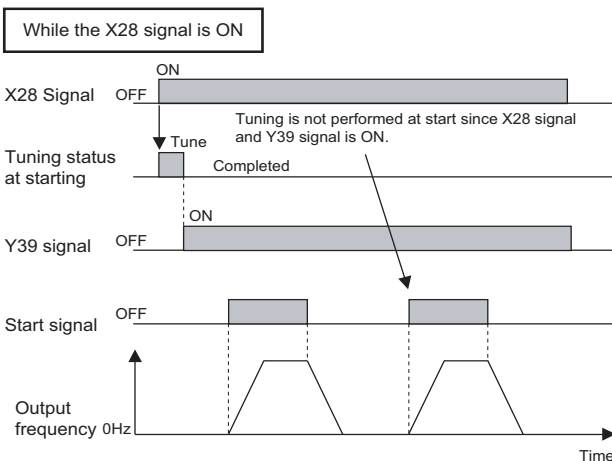 While the X28 signal is ON
ON
X28 Signal OFF
Tuning is not performed at start since X28 signal
and Y39 signal is ON.
Tune
Tuning status
at starting
Completed
ON
Y39 signal OFF
Start signal OFF
Output
frequency 0Hz
Time